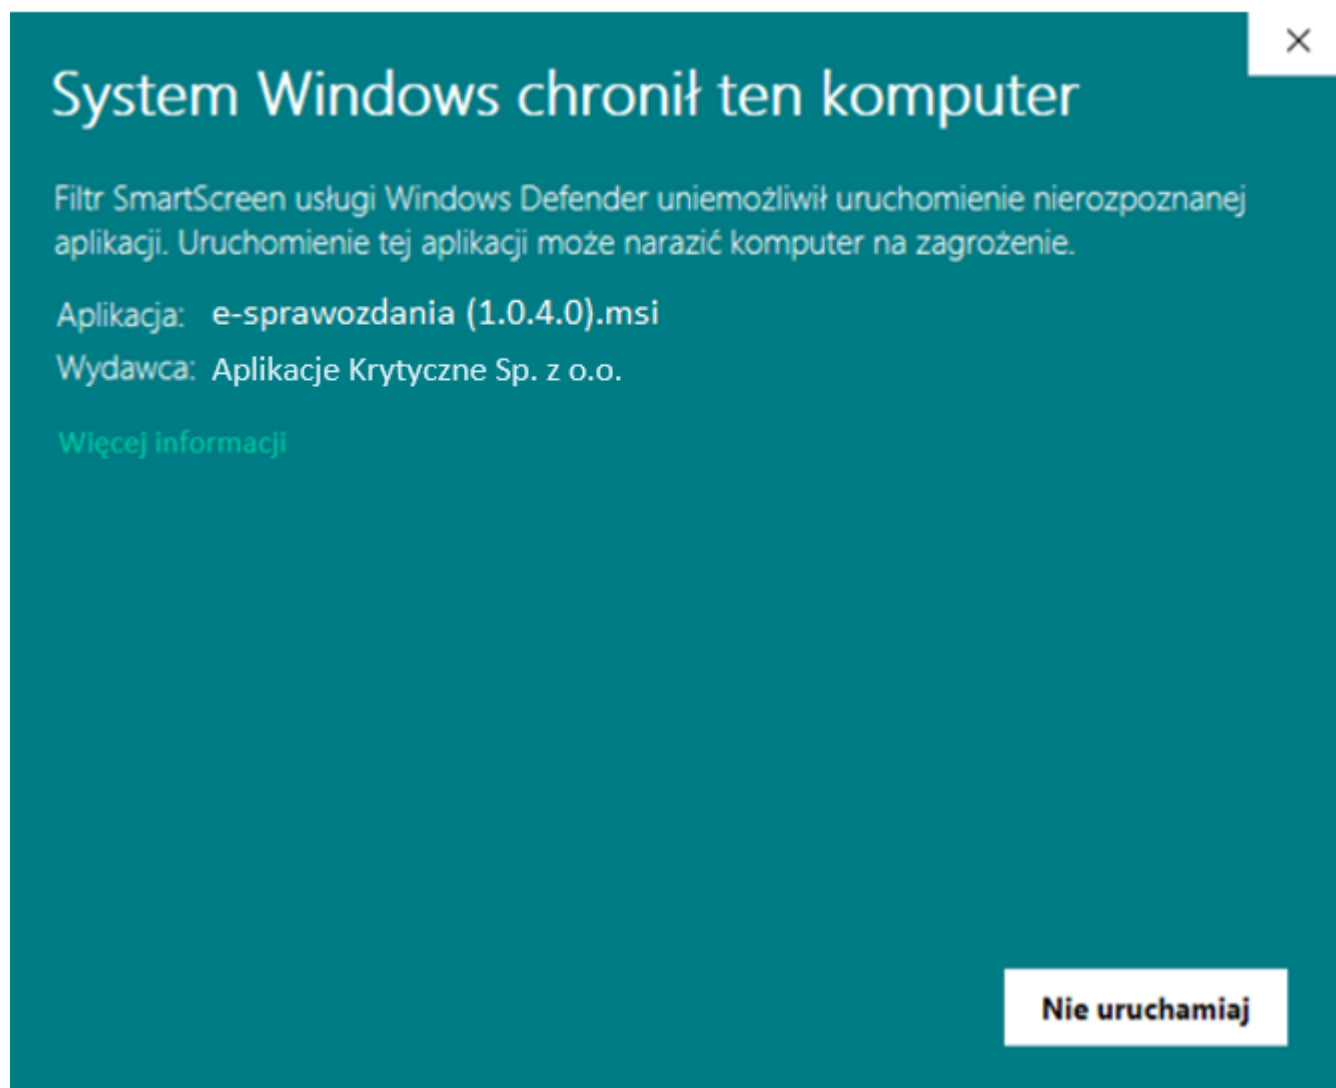 System Windows chronił ten komputer
Filtr SmartScreen usługi Windows Defender uniemożliwił uruchomienie nierozpoznanej
aplikacji. Uruchomienie tej aplikacji może narazić komputer na zagrożenie.
Aplikacja: e-sprawozdania (1.0.4.0).msi
Wydawca: Aplikacje Krytyczne Sp. z o.o.
Więcej informacji
Nie uruchamiaj